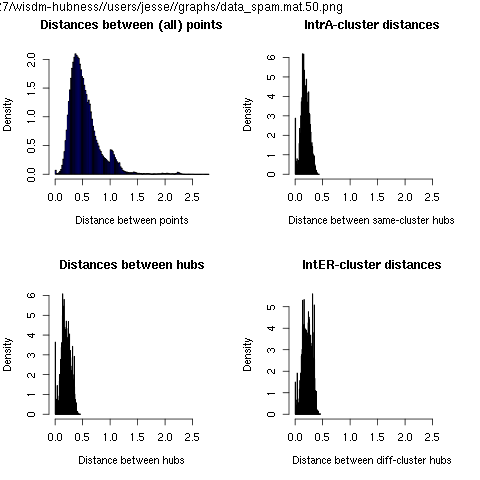 27/wisdm-hubness//users/jesse//graphs/data_spam.mat.50.png
Distances between (all) points
Density
0.0 0.5 1.0 1.5 2.0
0.0 0.5 1.0 1.5 2.0 2.5
Distance between points
IntrA-cluster distances
Density
0 1 2 3 4 5 6
0.0 0.5 1.0 1.5 2.0 2.5
Distance between same-cluster hubs
Distances between hubs
Density
0 1 2 3 4 5 6
0.0 0.5 1.0 1.5 2.0 2.5
Distance between hubs
IntER-cluster distances
Density
0 1 2 3 4 5
0.0 0.5 1.0 1.5 2.0 2.5
Distance between diff-cluster hubs